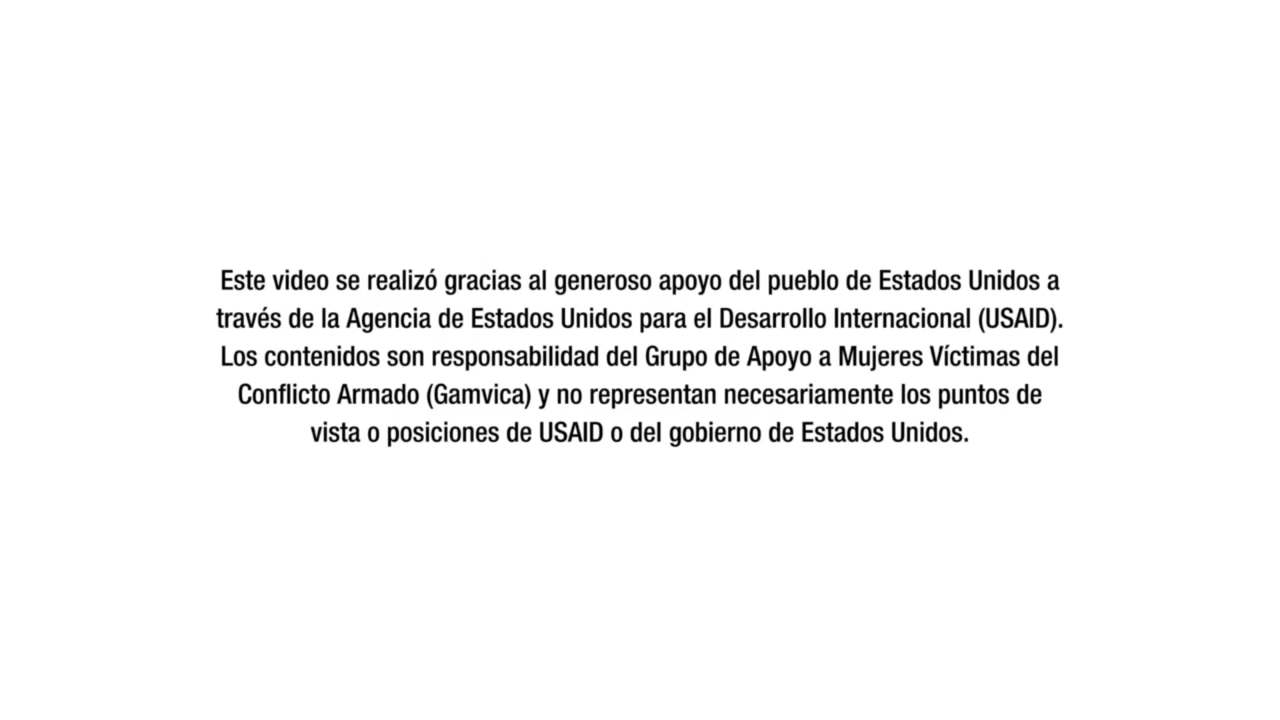 Este video se realizó gracias al generoso apoyo del pueblo de Estados Unidos a
través de la Agencia de Estados Unidos para el Desarrollo Internacional (USAID).
Los contenidos son responsabilidad del Grupo de Apoyo a Mujeres Víctimas del
Conflicto Armado (Gamvica) y no representan necesariamente los puntos de
vista o posiciones de USAID o del gobierno de Estados Unidos.